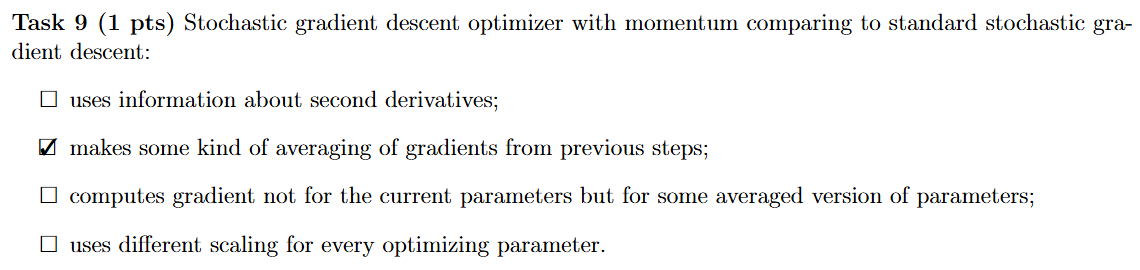 Task 9 (1 pts) Stochastic gradient descent optimizer with momentum comparing to standard stochastic gra-
dient descent:
☐ uses information about second derivatives;
☑ makes some kind of averaging of gradients from previous steps;
☐ computes gradient not for the current parameters but for some averaged version of parameters;
☐ uses different scaling for every optimizing parameter.